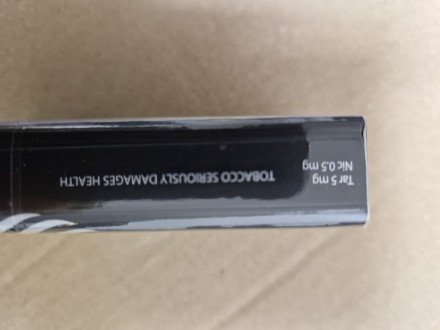 TOBACCO SERIOUSLY DAMAGES HEALTH
Tar 5 mg
Nic 0.5 mg